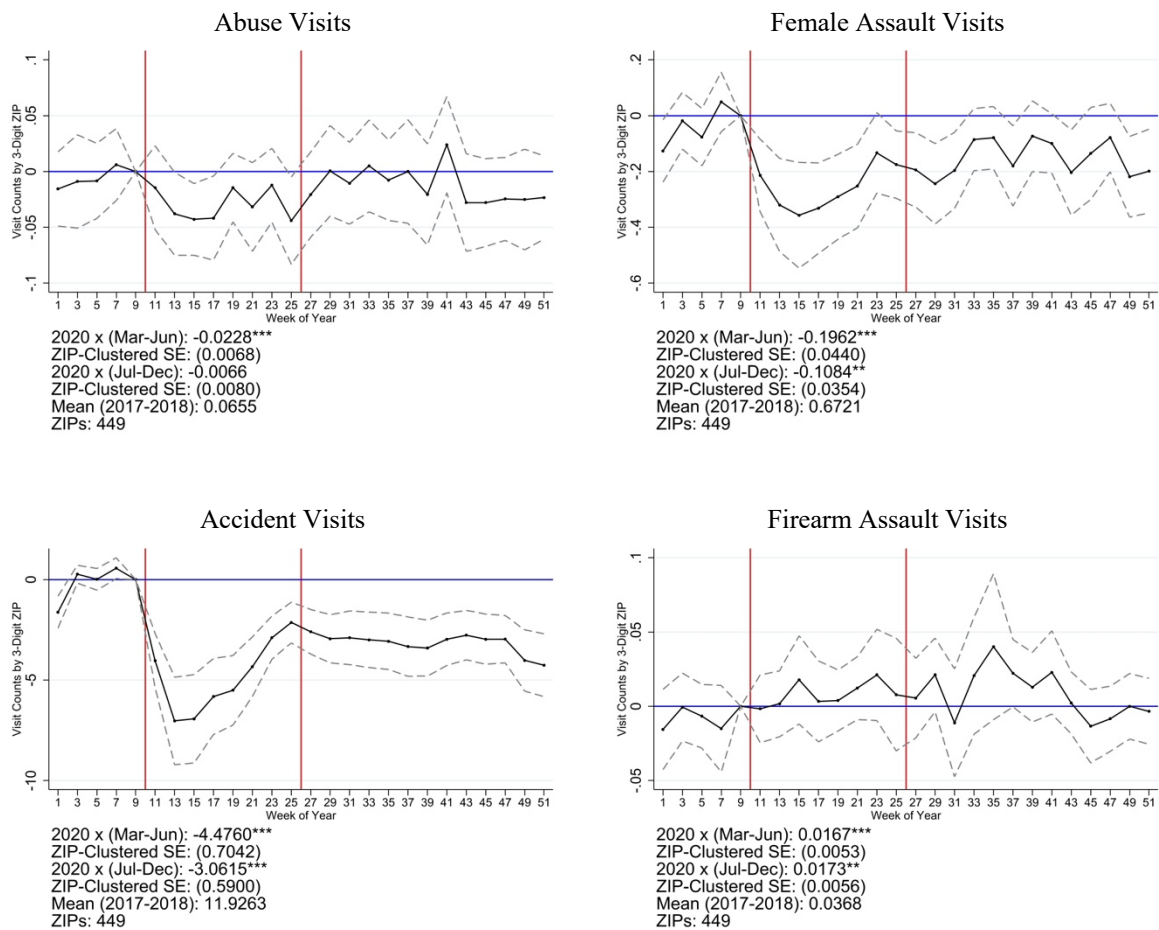 Abuse Visits
Visit Counts by 3-Digit ZIP
.1
.05
0
-.05
-.1
1 3 5 7 9 11 13 15 17 19 21 23 25 27 29 31 33 35 37 39 41 43 45 47 49 51
Week of Year
2020 x (Mar-Jun): -0.0228***
ZIP-Clustered SE: (0.0068)
2020 x (Jul-Dec): -0.0066
ZIP-Clustered SE: (0.0080)
Mean (2017-2018): 0.0655
ZIPs: 449
Female Assault Visits
Visit Counts by 3-Digit ZIP
.2
0
-.2
-.4
-.6
1 3 5 7 9 11 13 15 17 19 21 23 25 27 29 31 33 35 37 39 41 43 45 47 49 51
Week of Year
2020 x (Mar-Jun): -0.1962***
ZIP-Clustered SE: (0.0440)
2020 x (Jul-Dec): -0.1084**
ZIP-Clustered SE: (0.0354)
Mean (2017-2018): 0.6721
ZIPs: 449
Accident Visits
Visit Counts by 3-Digit ZIP
0
-5
-10
1 3 5 7 9 11 13 15 17 19 21 23 25 27 29 31 33 35 37 39 41 43 45 47 49 51
Week of Year
2020 x (Mar-Jun): -4.4760***
ZIP-Clustered SE: (0.7042)
2020 x (Jul-Dec): -3.0615***
ZIP-Clustered SE: (0.5900)
Mean (2017-2018): 11.9263
ZIPs: 449
Firearm Assault Visits
Visit Counts by 3-Digit ZIP
.1
.05
0
-.05
1 3 5 7 9 11 13 15 17 19 21 23 25 27 29 31 33 35 37 39 41 43 45 47 49 51
Week of Year
2020 x (Mar-Jun): 0.0167***
ZIP-Clustered SE: (0.0053)
2020 x (Jul-Dec): 0.0173**
ZIP-Clustered SE: (0.0056)
Mean (2017-2018): 0.0368
ZIPs: 449